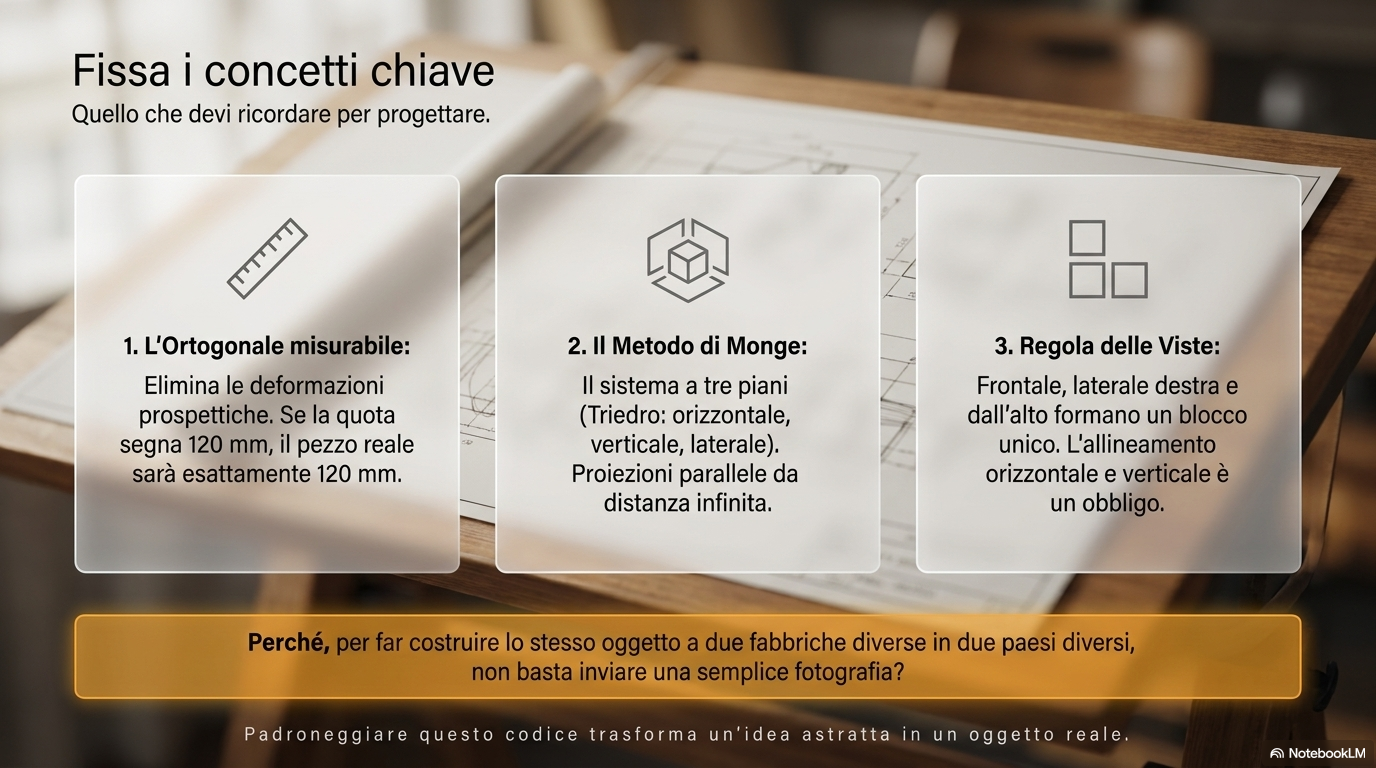 Fissa i concetti chiave
Quello che devi ricordare per progettare.
1. L'Ortogonale misurabile:
Elimina le deformazioni
prospettiche. Se la quota
segna 120 mm, il pezzo reale
sarà esattamente 120 mm.
2. Il Metodo di Monge:
Il sistema a tre piani
(Triedro: orizzontale,
verticale, laterale).
Proiezioni parallele da
distanza infinita.
3. Regola delle Viste:
Frontale, laterale destra e
dall'alto formano un blocco
unico. L'allineamento
orizzontale e verticale è
un obbligo.
Perché, per far costruire lo stesso oggetto a due fabbriche diverse in due paesi diversi,
non basta inviare una semplice fotografia?
Padroneggiare questo codice trasforma un'idea astratta in un oggetto reale.
NotebookLM